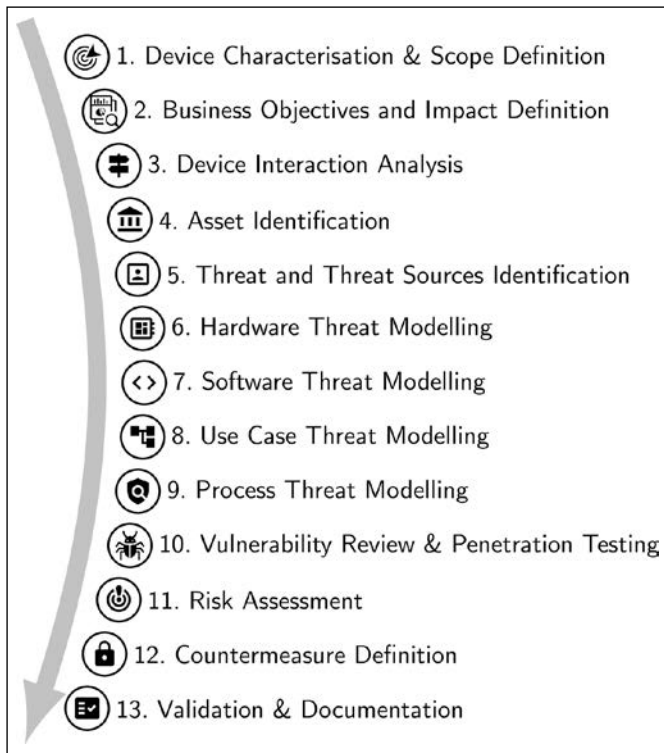 1. Device Characterisation & Scope Definition
2. Business Objectives and Impact Definition
3. Device Interaction Analysis
4. Asset Identification
5. Threat and Threat Sources Identification
6. Hardware Threat Modelling
7. Software Threat Modelling
8. Use Case Threat Modelling
9. Process Threat Modelling
10. Vulnerability Review & Penetration Testing
11. Risk Assessment
12. Countermeasure Definition
13. Validation & Documentation